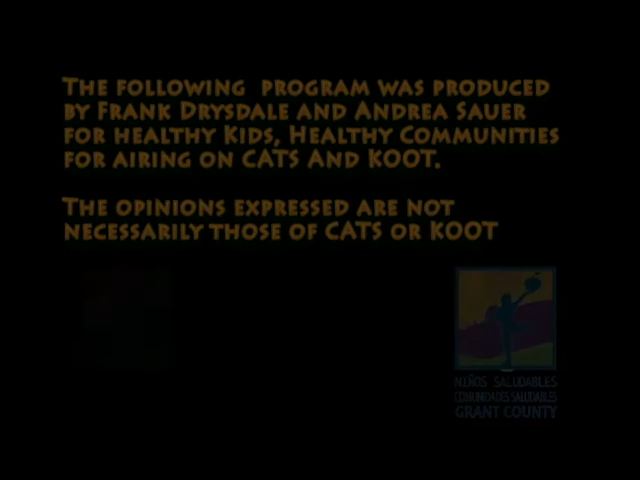 THE FOLLOWING PROGRAM WAS PRODUCED
BY FRANK DRYSDALE AND ANDREA SAUER
FOR HEALTHY KIDS, HEALTHY COMMUNITIES
FOR AIRING ON CATS AND KOOT.
THE OPINIONS EXPRESSED ARE NOT
NECESSARILY THOSE OF CATS OR KOOT
NIÑOS SALUDABLES
COMUNIDADES SALUDABLES
GRANT COUNTY